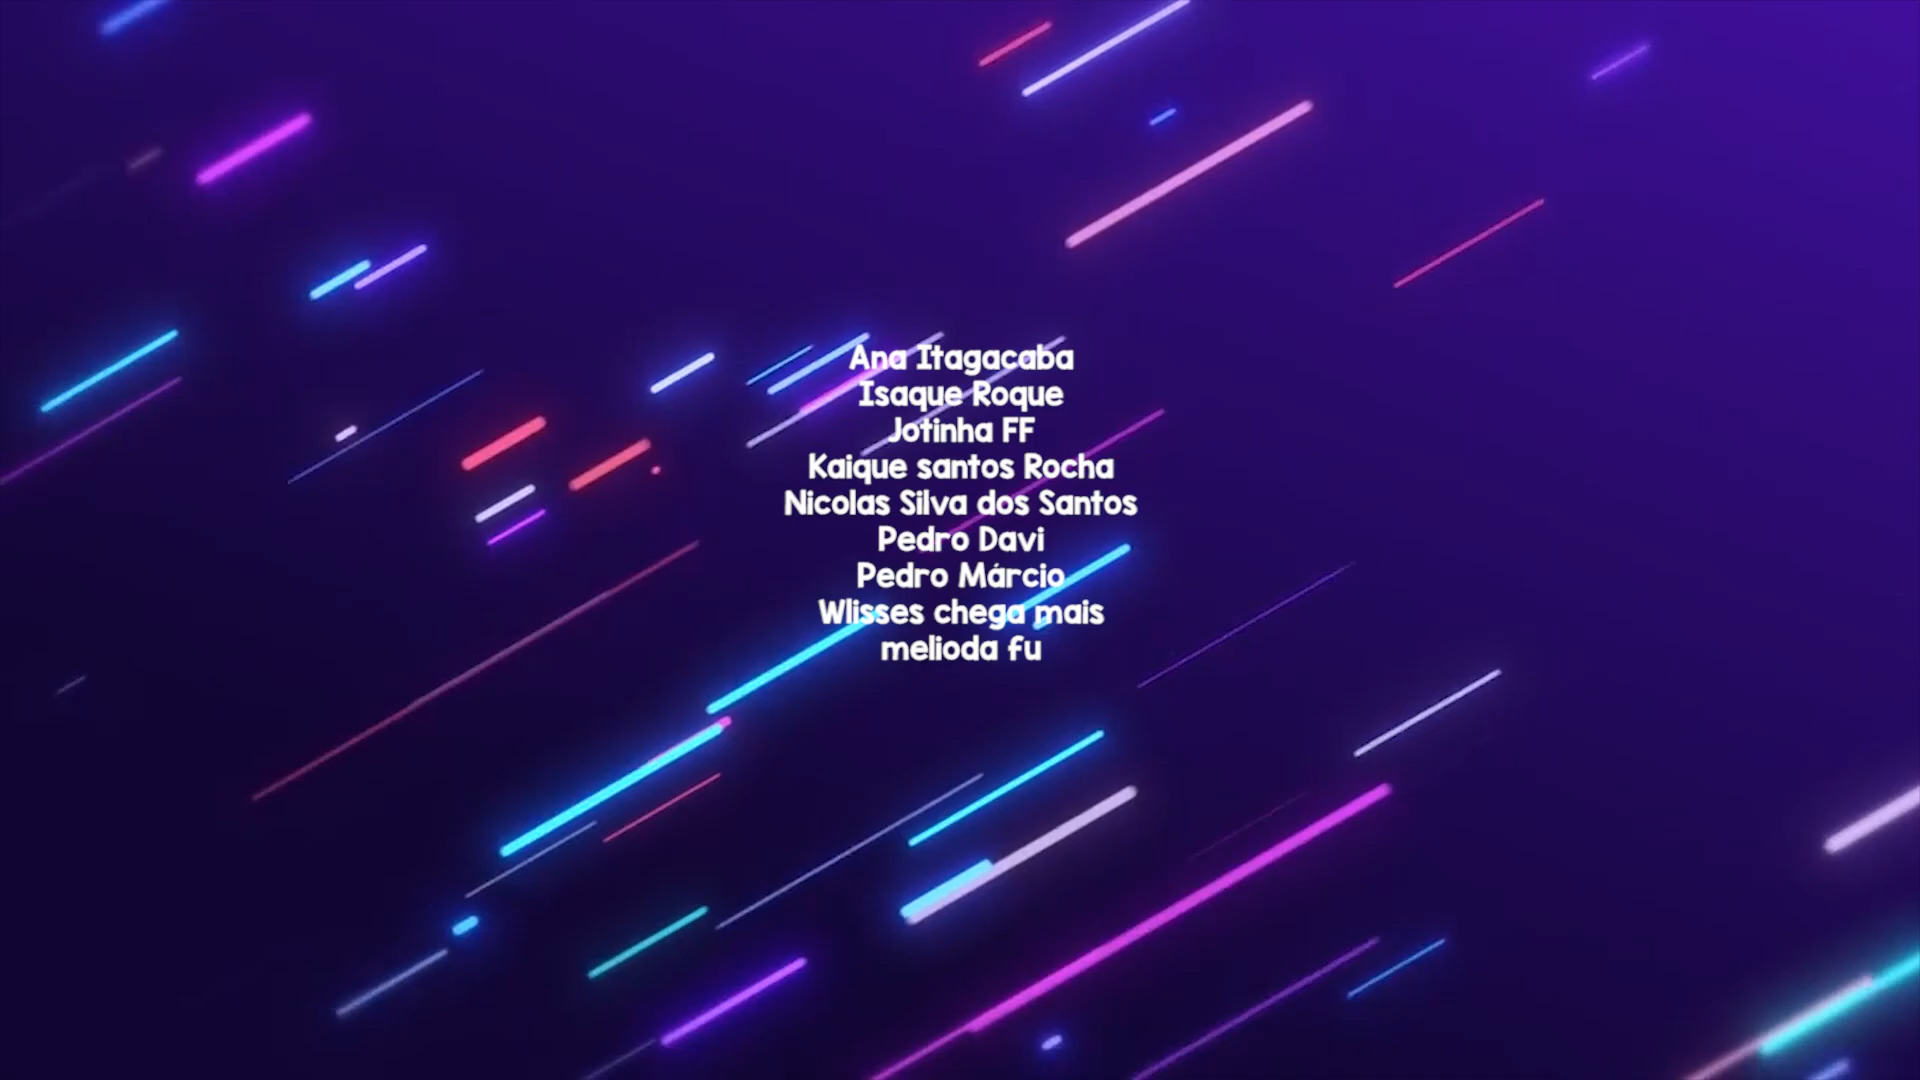 Ana Itagacaba
Isaque Roque
Jotinha FF
Kaique santos Rocha
Nicolas Silva dos Santos
Pedro Davi
Pedro Márcio
Wlisses chega mais
melioda fu